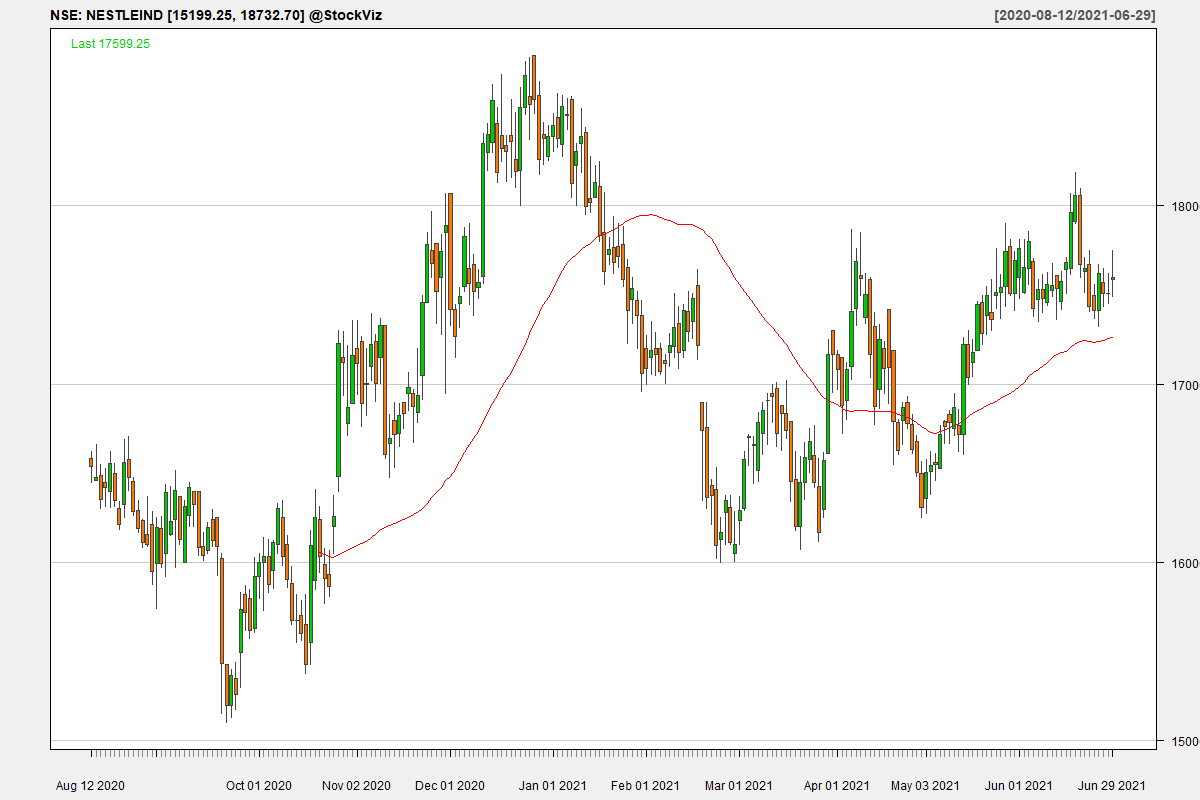 NSE: NESTLEIND [15199.25, 18732.70] @StockViz [2020-08-12/2021-06-29]
Last 17599.25
1800
1700
1600
1500
Aug 12 2020 Oct 01 2020 Nov 02 2020 Dec 01 2020 Jan 01 2021 Feb 01 2021 Mar 01 2021 Apr 01 2021 May 03 2021 Jun 01 2021 Jun 29 2021